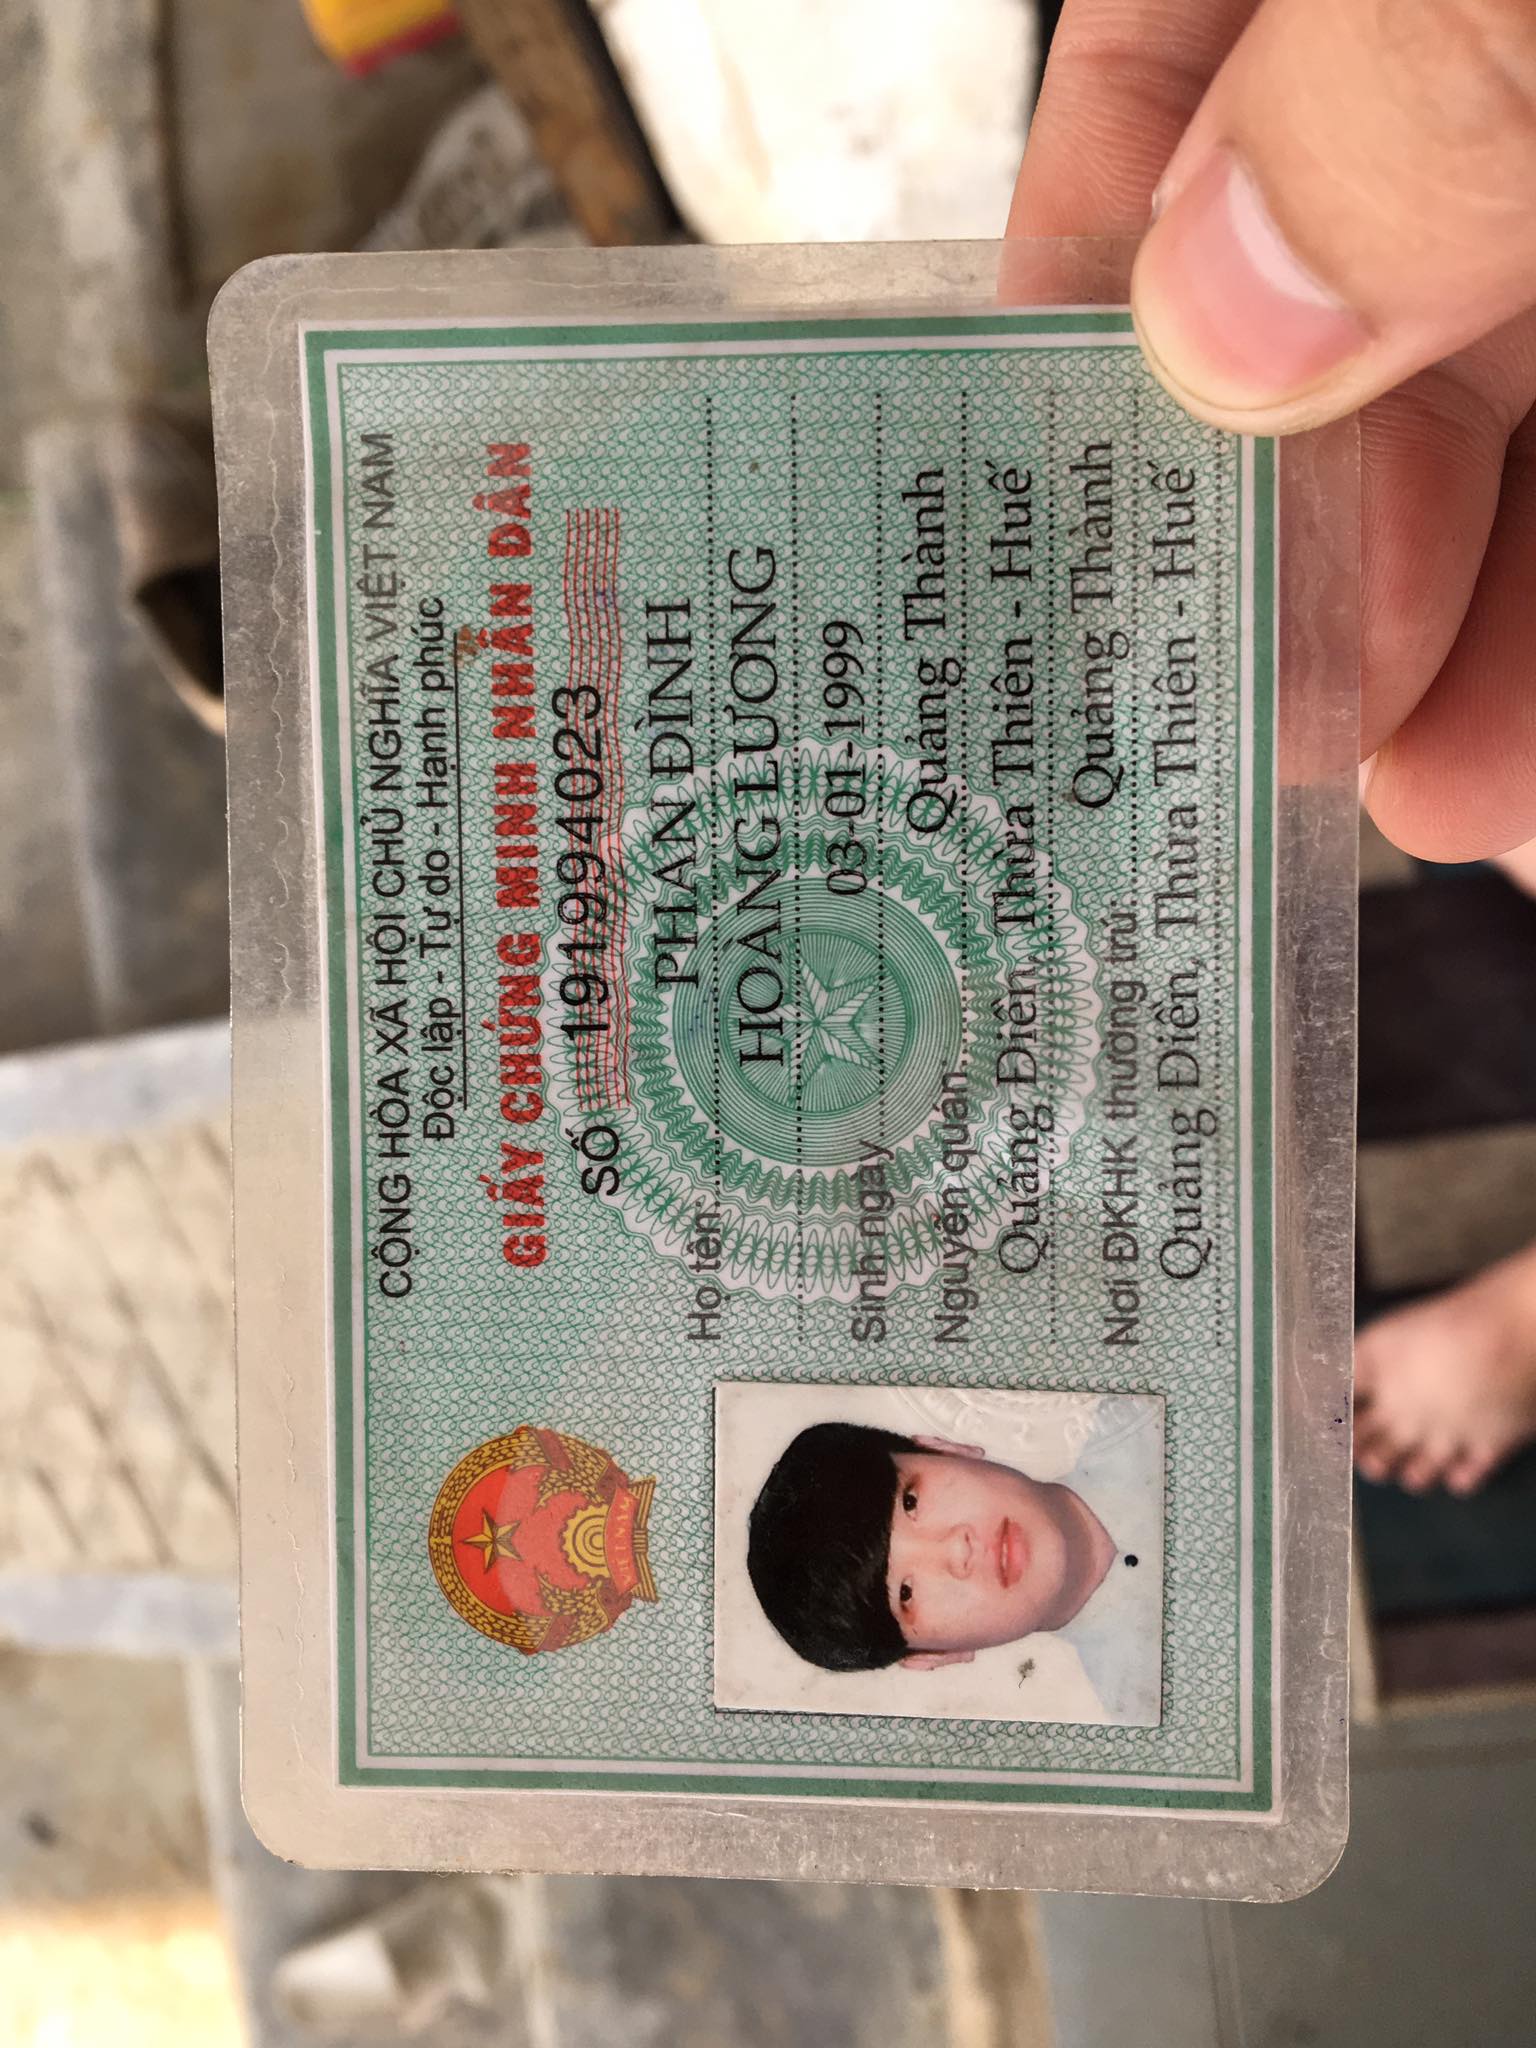 CỘNG HÒA XÃ HỘI CHỦ NGHĨA VIỆT NAM
Độc lập - Tự do - Hạnh phúc
GIẤY CHỨNG MINH NHÂN DÂN
SỐ 191994023
Họ tên PHAN ĐÌNH
HOÀNG LƯƠNG
Sinh ngày 03-01-1999
Nguyên quán Quảng Thành
Quảng Điền, Thừa Thiên - Huế
Nơi ĐKHK thường trú: Quảng Thành
Quảng Điền, Thừa Thiên - Huế
VIỆT NAM